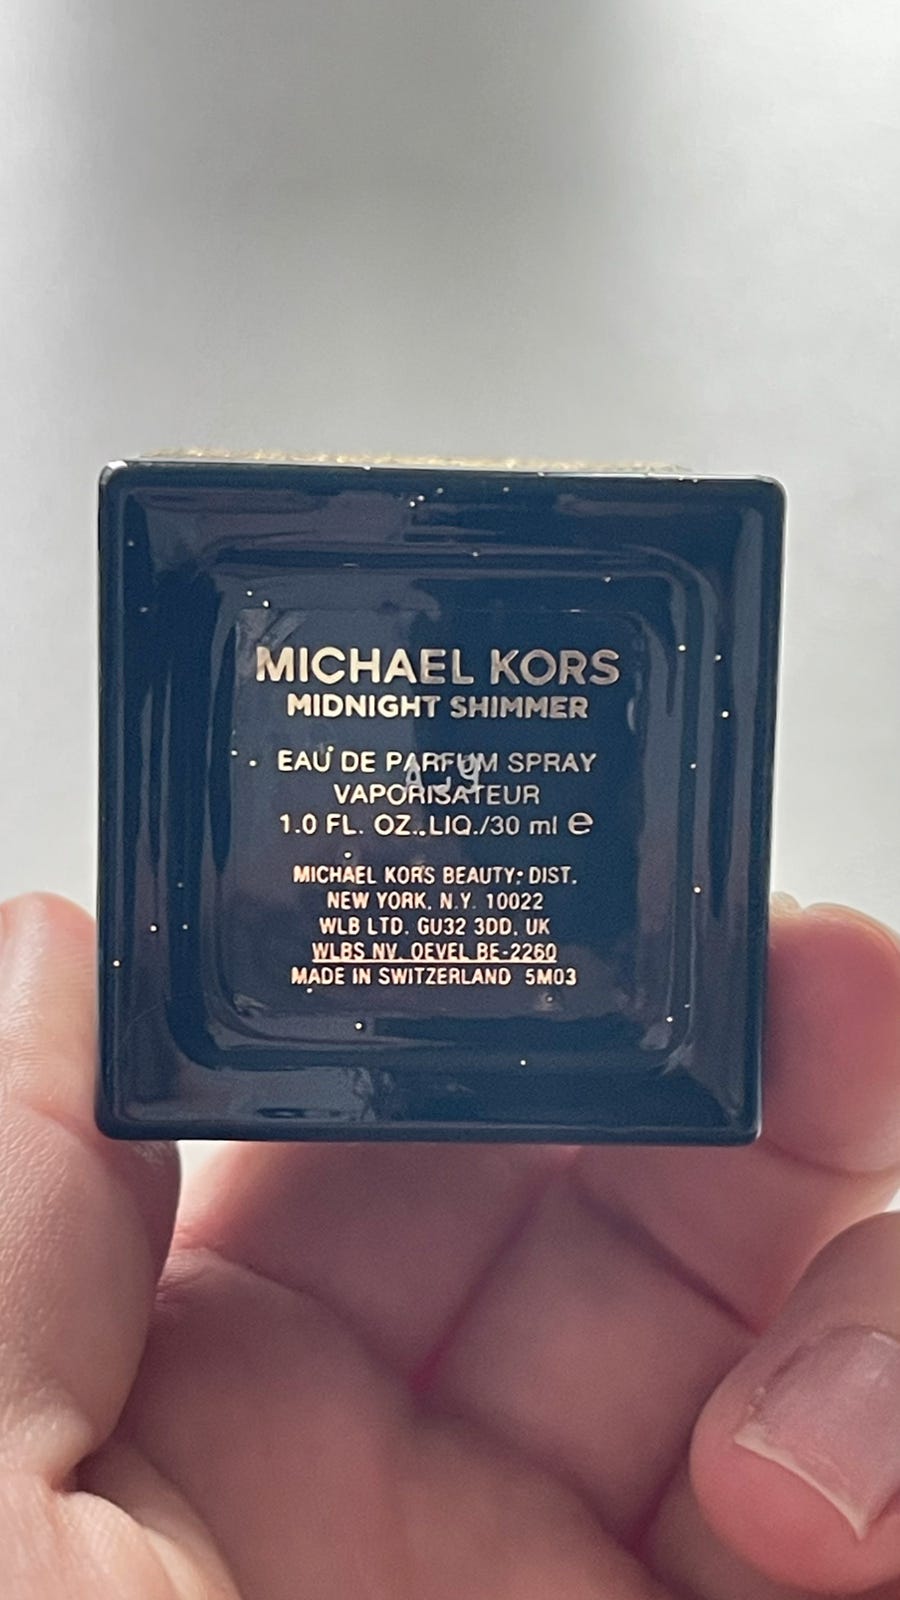 MICHAEL KORS
MIDNIGHT SHIMMER
EAU DE PARFUM SPRAY
VAPORISATEUR
1.0 FL. OZ. LIQ./30 ml e
MICHAEL KORS BEAUTY, DIST.
NEW YORK, N.Y. 10022
WLB LTD. GU32 3DD, UK
WLBS NV, OEVEL BE-2260
MADE IN SWITZERLAND 5M03